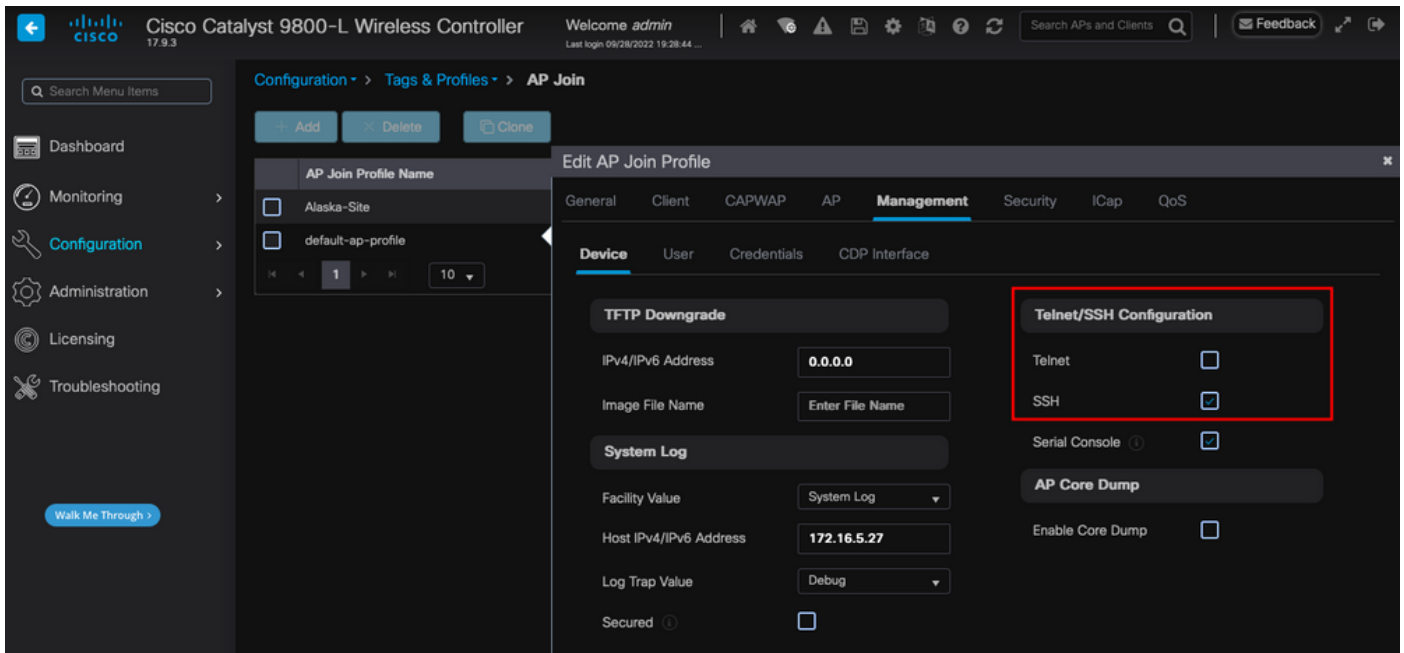 cisco
Cisco Catalyst 9800-L Wireless Controller
17.9.3
Welcome admin
Last login 09/28/2022 19:28:44 ...
Search APs and Clients
Feedback
Search Menu Items
Dashboard
Monitoring
Configuration
Administration
Licensing
Troubleshooting
Walk Me Through >
Configuration > Tags & Profiles > AP Join
+ Add
× Delete
Clone
AP Join Profile Name
Alaska-Site
default-ap-profile
1
10
Edit AP Join Profile
General Client CAPWAP AP Management Security ICap QoS
Device User Credentials CDP Interface
TFTP Downgrade
IPv4/IPv6 Address 0.0.0.0
Image File Name Enter File Name
System Log
Facility Value System Log
Host IPv4/IPv6 Address 172.16.5.27
Log Trap Value Debug
Secured
Telnet/SSH Configuration
Telnet
SSH
Serial Console
AP Core Dump
Enable Core Dump